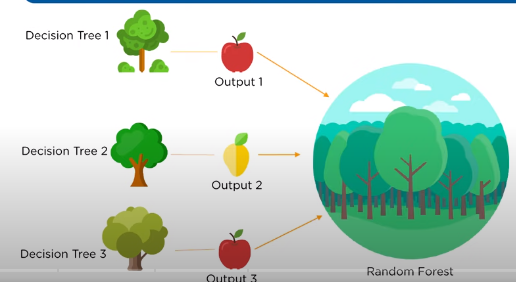 Decision Tree 1
Output 1
Decision Tree 2
Output 2
Decision Tree 3
Output 3
Random Forest